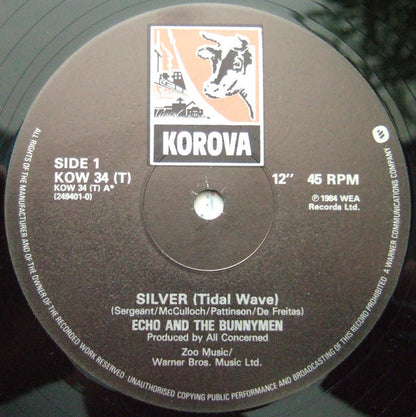 KOROVA
SIDE 1
KOW 34 (T)
KOW 34 (T) A*
(248401-0)
12" 45 RPM
℗ 1984 WEA
Records Ltd.
SILVER (Tidal Wave)
(Sergeant/McCulloch/Pattinson/De Freitas)
ECHO AND THE BUNNYMEN
Produced by All Concerned
Zoo Music/
Warner Bros. Music Ltd.
ALL RIGHTS OF THE MANUFACTURER AND OF THE OWNER OF THE RECORDED WORK RESERVED · UNAUTHORISED COPYING PUBLIC PERFORMANCE AND BROADCASTING OF THIS RECORD PROHIBITED · A WARNER COMMUNICATIONS COMPANY